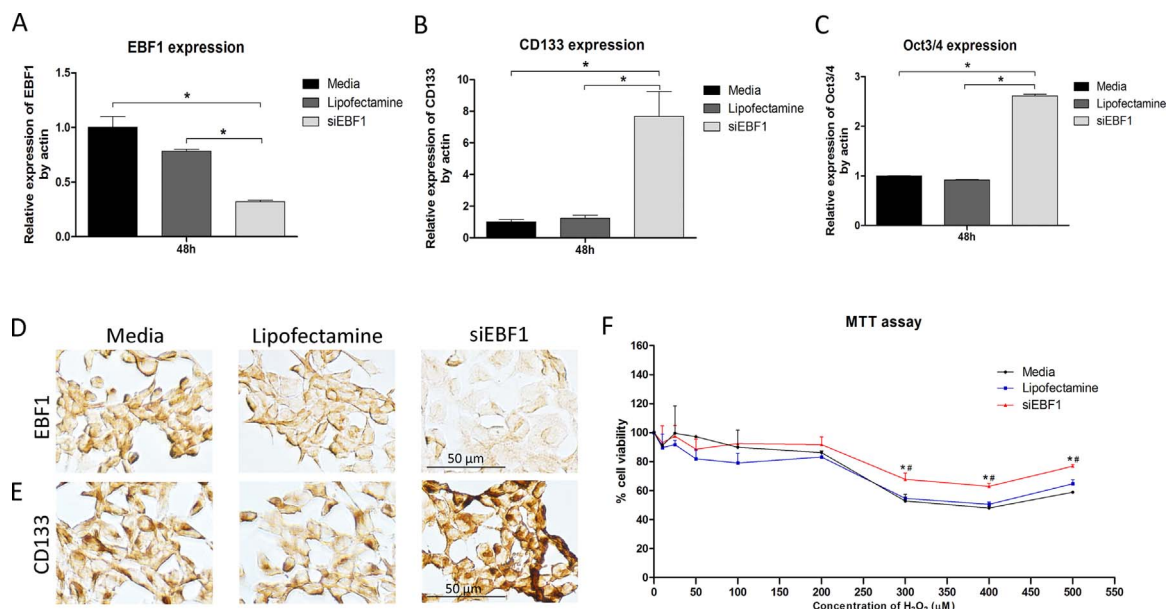 A
EBF1 expression
Relative expression of EBF1
by actin
1.5
1.0
0.5
0.0
*
*
48h
Media
Lipofectamine
siEBF1
B
CD133 expression
Relative expression of CD133
by actin
10
8
6
4
2
0
*
*
48h
Media
Lipofectamine
siEBF1
C
Oct3/4 expression
Relative expression of Oct3/4
by actin
3
2
1
0
*
*
48h
Media
Lipofectamine
siEBF1
D
Media
Lipofectamine
siEBF1
EBF1
50 µm
E
CD133
50 µm
F
MTT assay
% cell viability
160
140
120
100
80
60
40
20
0
Media
Lipofectamine
siEBF1
*#
*#
*#
0
50
100
150
200
250
300
350
400
450
500
550
Concentration of H₂O₂ (µM)